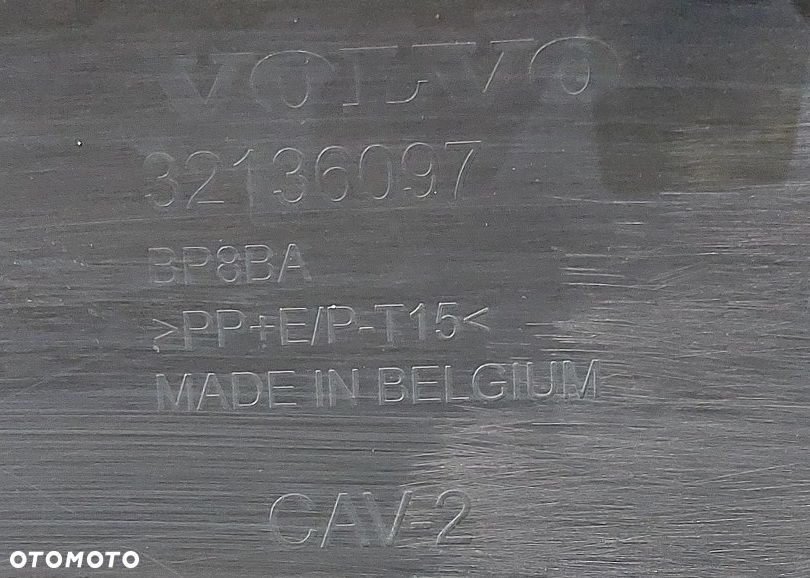 VOLVO
32136097
BP8BA
>PP+E/P-T15<
MADE IN BELGIUM
CAV-2
OTOMOTO